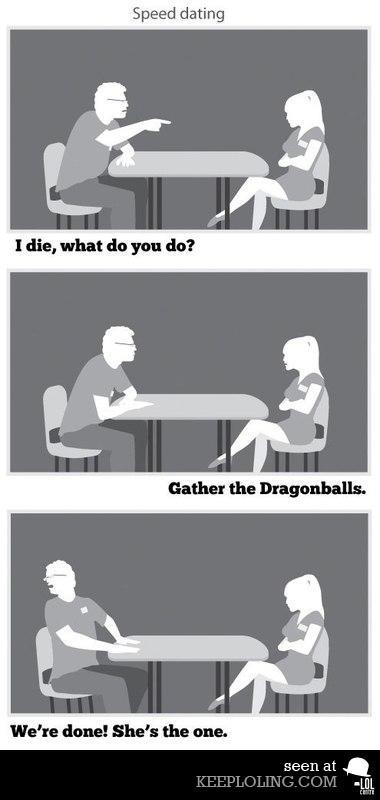 Speed dating
I die, what do you do?
Gather the Dragonballs.
We're done! She's the one.
seen at
KEEPLOLING.COM
LOL